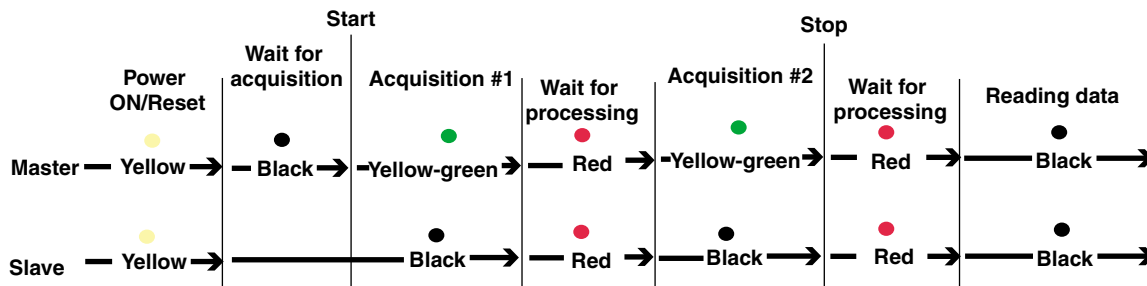 Start
Stop
Wait for
acquisition
Power
ON/Reset
Acquisition #1
Wait for
processing
Acquisition #2
Wait for
processing
Reading data
Master Yellow Black Yellow-green Red Yellow-green Red Black
Slave Yellow Black Red Black Red Black